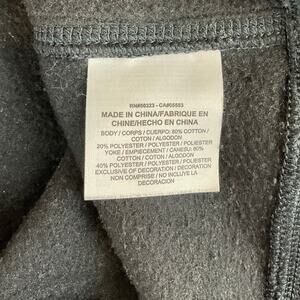 RN#56323 - CA#05553
MADE IN CHINA/FABRIQUE EN
CHINE/HECHO EN CHINA
BODY / CORPS / CUERPO: 80% COTTON /
COTON / ALGODON
20% POLYESTER / POLYESTER / POLIESTER
YOKE / EMPIECEMENT / CANESU: 60%
COTTON / COTON / ALGODON
40% POLYESTER / POLYESTER / POLIESTER
EXCLUSIVE OF DECORATION / DECORATION
NON COMPRISE / NO INCLUYE LA
DECORACION